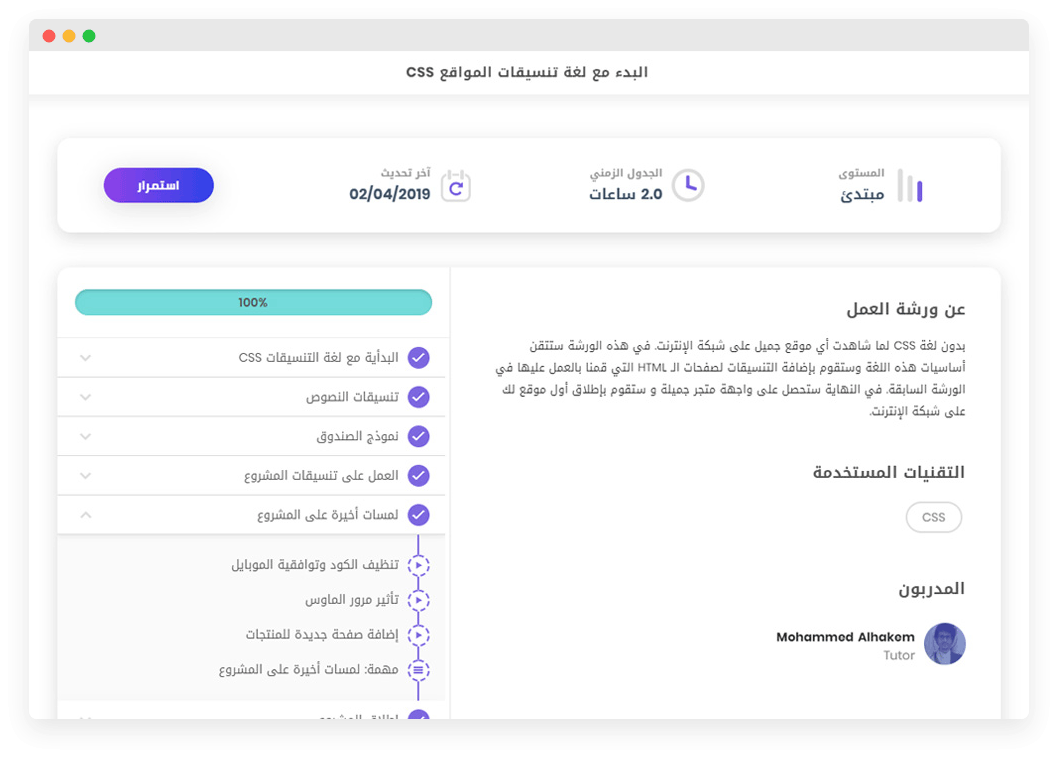 البدء مع لغة تنسيقات المواقع CSS
المستوى
مبتدئ
الجدول الزمني
2.0 ساعات
آخر تحديث
02/04/2019
استمرار
عن ورشة العمل
بدون لغة CSS لما شاهدت أي موقع جميل على شبكة الإنترنت. في هذه الورشة ستتقن
أساسيات هذه اللغة وستقوم بإضافة التنسيقات لصفحات الـ HTML التي قمنا بالعمل عليها في
الورشة السابقة. في النهاية ستحصل على واجهة متجر جميلة و ستقوم بإطلاق أول موقع لك
على شبكة الإنترنت.
التقنيات المستخدمة
CSS
المدربون
Mohammed Alhakem
Tutor
100%
البدأية مع لغة التنسيقات CSS
تنسيقات النصوص
نموذج الصندوق
العمل على تنسيقات المشروع
لمسات أخيرة على المشروع
تنظيف الكود وتوافقية الموبايل
تأثير مرور الماوس
إضافة صفحة جديدة للمنتجات
مهمة: لمسات أخيرة على المشروع